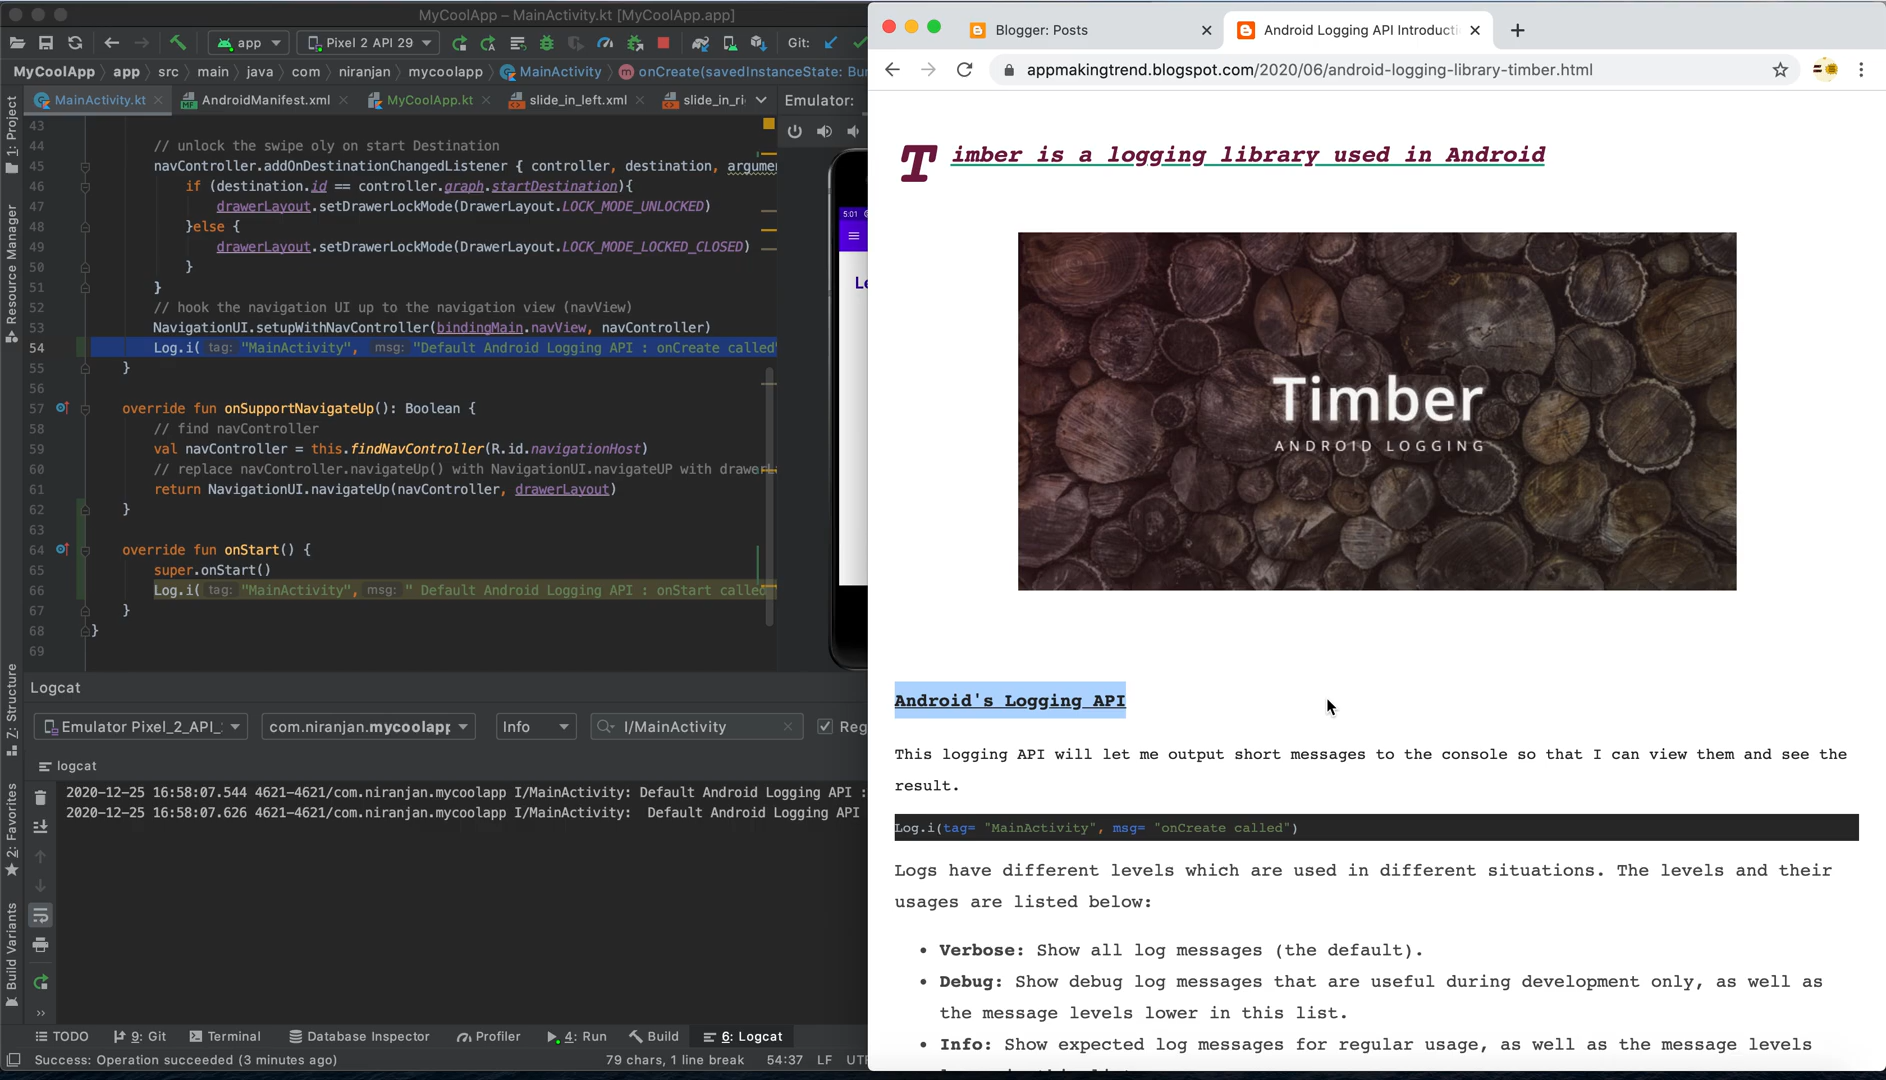 MyCoolApp – MainActivity.kt [MyCoolApp.app]
app
Pixel 2 API 29
Git:
MyCoolApp
app
src
main
java
com
niranjan
mycoolapp
MainActivity
onCreate(savedInstanceState: Bu
MainActivity.kt
AndroidManifest.xml
MyCoolApp.kt
slide_in_left.xml
slide_in_ri
Emulator:
1: Project
Resource Manager
Z: Structure
2: Favorites
Build Variants
43
44 // unlock the swipe oly on start Destination
45 navController.addOnDestinationChangedListener { controller, destination, argumen
46 if (destination.id == controller.graph.startDestination){
47 drawerLayout.setDrawerLockMode(DrawerLayout.LOCK_MODE_UNLOCKED)
48 }else {
49 drawerLayout.setDrawerLockMode(DrawerLayout.LOCK_MODE_LOCKED_CLOSED)
50 }
51 }
52 // hook the navigation UI up to the navigation view (navView)
53 NavigationUI.setupWithNavController(bindingMain.navView, navController)
54 Log.i( tag: "MainActivity", msg: "Default Android Logging API : onCreate called"
55 }
56
57 override fun onSupportNavigateUp(): Boolean {
58 // find navController
59 val navController = this.findNavController(R.id.navigationHost)
60 // replace navController.navigateUp() with NavigationUI.navigateUP with drawerL
61 return NavigationUI.navigateUp(navController, drawerLayout)
62 }
63
64 override fun onStart() {
65 super.onStart()
66 Log.i( tag: "MainActivity", msg: " Default Android Logging API : onStart called
67 }
68 }
69
5:01
Le
Logcat
Emulator Pixel_2_API_
com.niranjan.mycoolapp
Info
I/MainActivity
Reg
logcat
2020-12-25 16:58:07.544 4621-4621/com.niranjan.mycoolapp I/MainActivity: Default Android Logging API :
2020-12-25 16:58:07.626 4621-4621/com.niranjan.mycoolapp I/MainActivity:  Default Android Logging API
TODO
9: Git
Terminal
Database Inspector
Profiler
4: Run
Build
6: Logcat
Success: Operation succeeded (3 minutes ago)
79 chars, 1 line break
54:37
LF
UT
Blogger: Posts
Android Logging API Introducti
appmakingtrend.blogspot.com/2020/06/android-logging-library-timber.html
Timber is a logging library used in Android
Timber
ANDROID LOGGING
Android's Logging API
This logging API will let me output short messages to the console so that I can view them and see the
result.
Log.i(tag= "MainActivity", msg= "onCreate called")
Logs have different levels which are used in different situations. The levels and their
usages are listed below:
• Verbose: Show all log messages (the default).
• Debug: Show debug log messages that are useful during development only, as well as
the message levels lower in this list.
• Info: Show expected log messages for regular usage, as well as the message levels